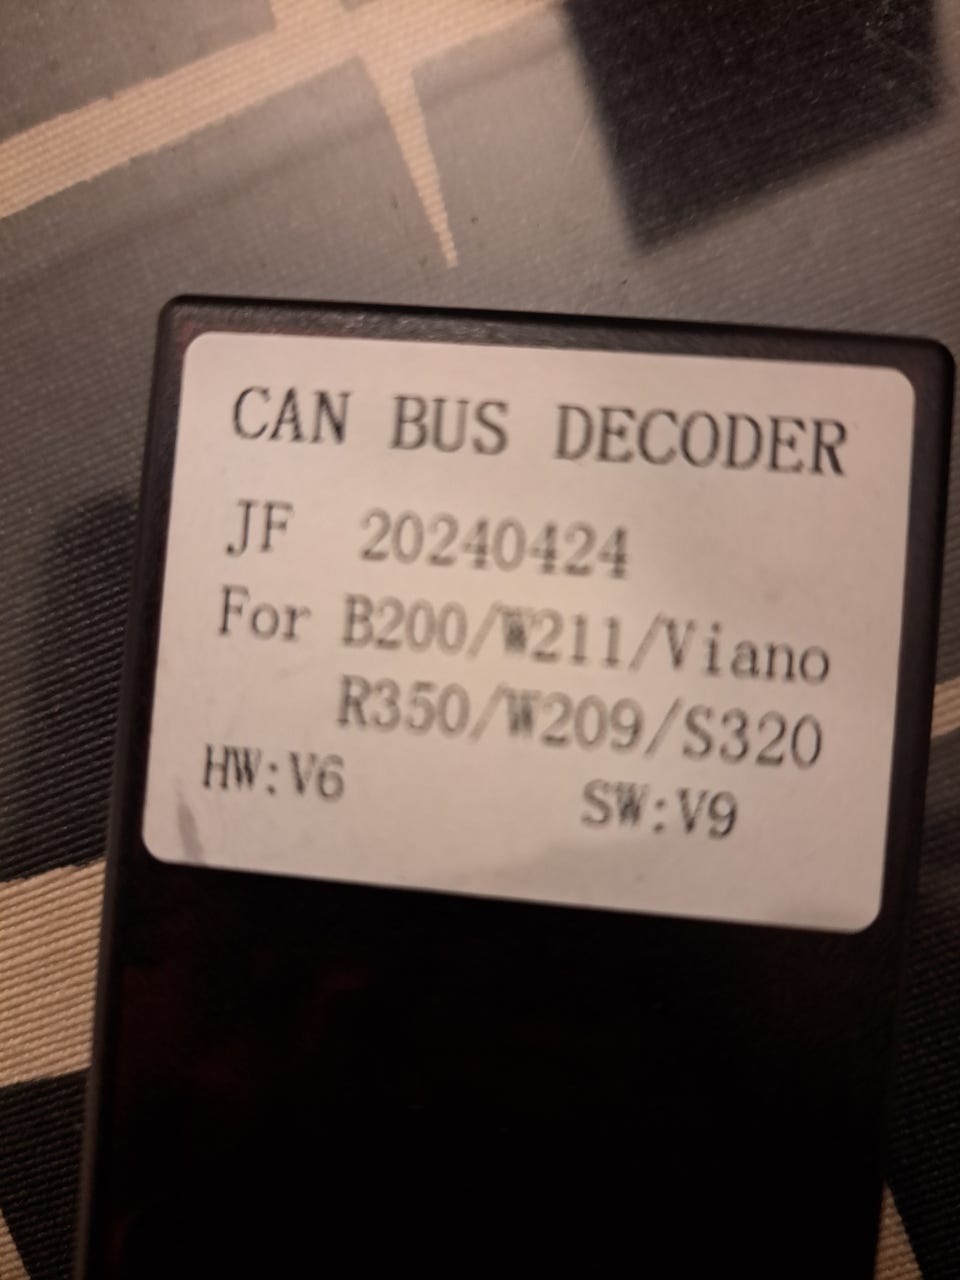 CAN BUS DECODER
JF 20240424
For B200/W211/Viano
R350/W209/S320
HW:V6 SW:V9